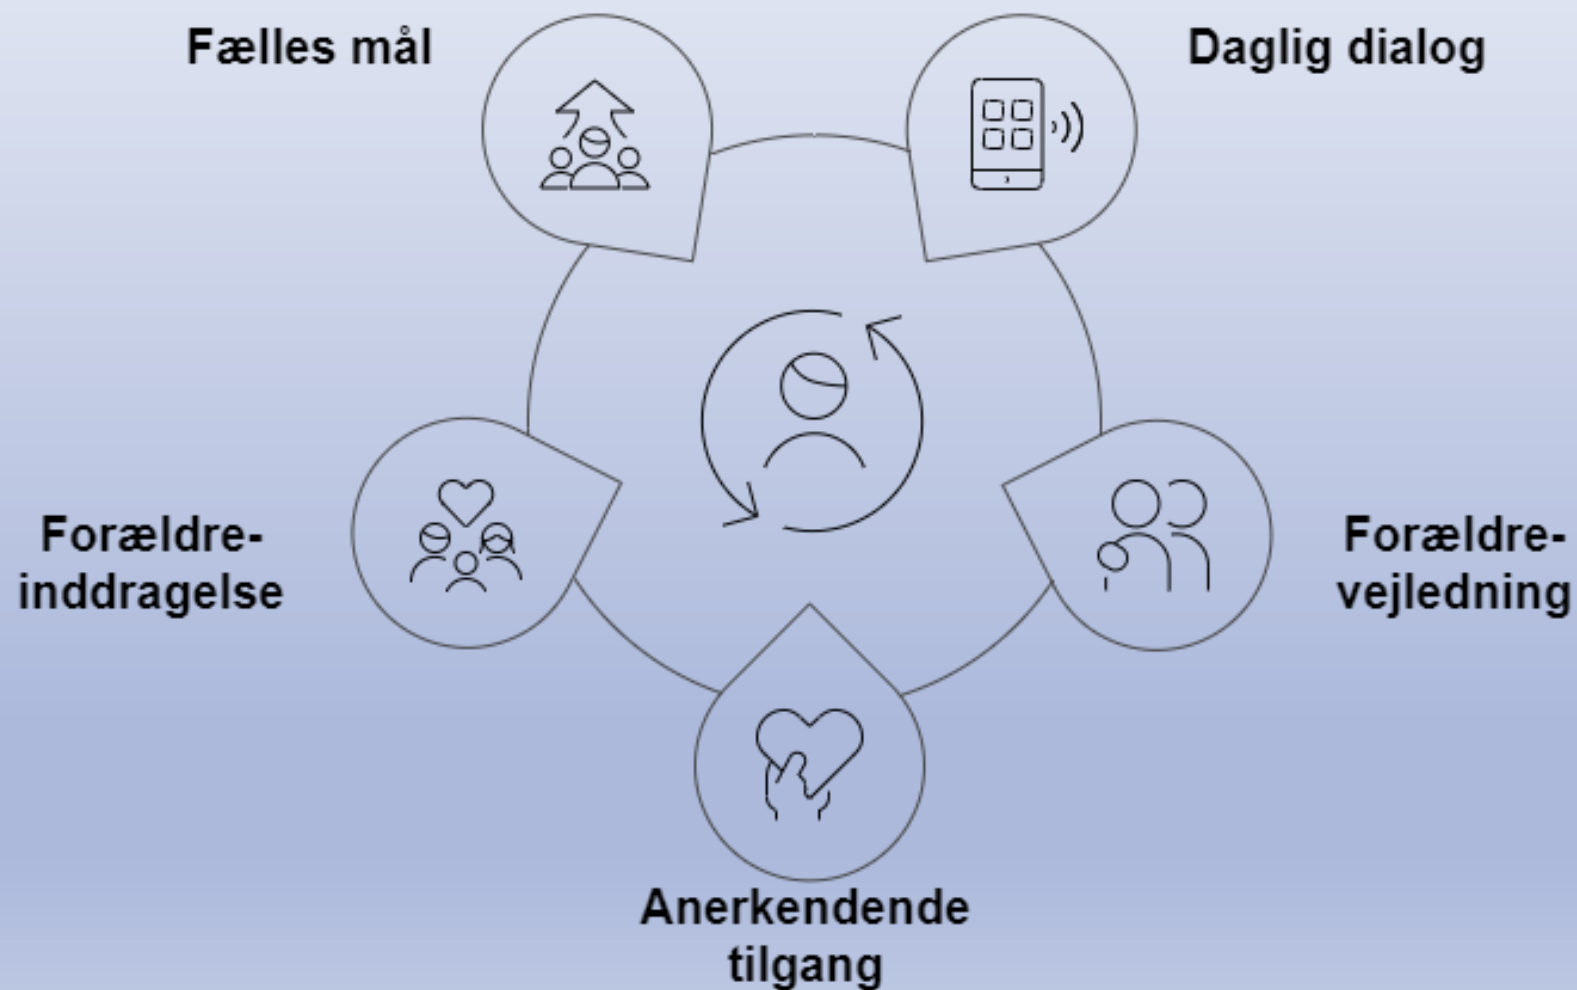 Fælles mål
Daglig dialog
Forældre-
inddragelse
Forældre-
vejledning
Anerkendende
tilgang